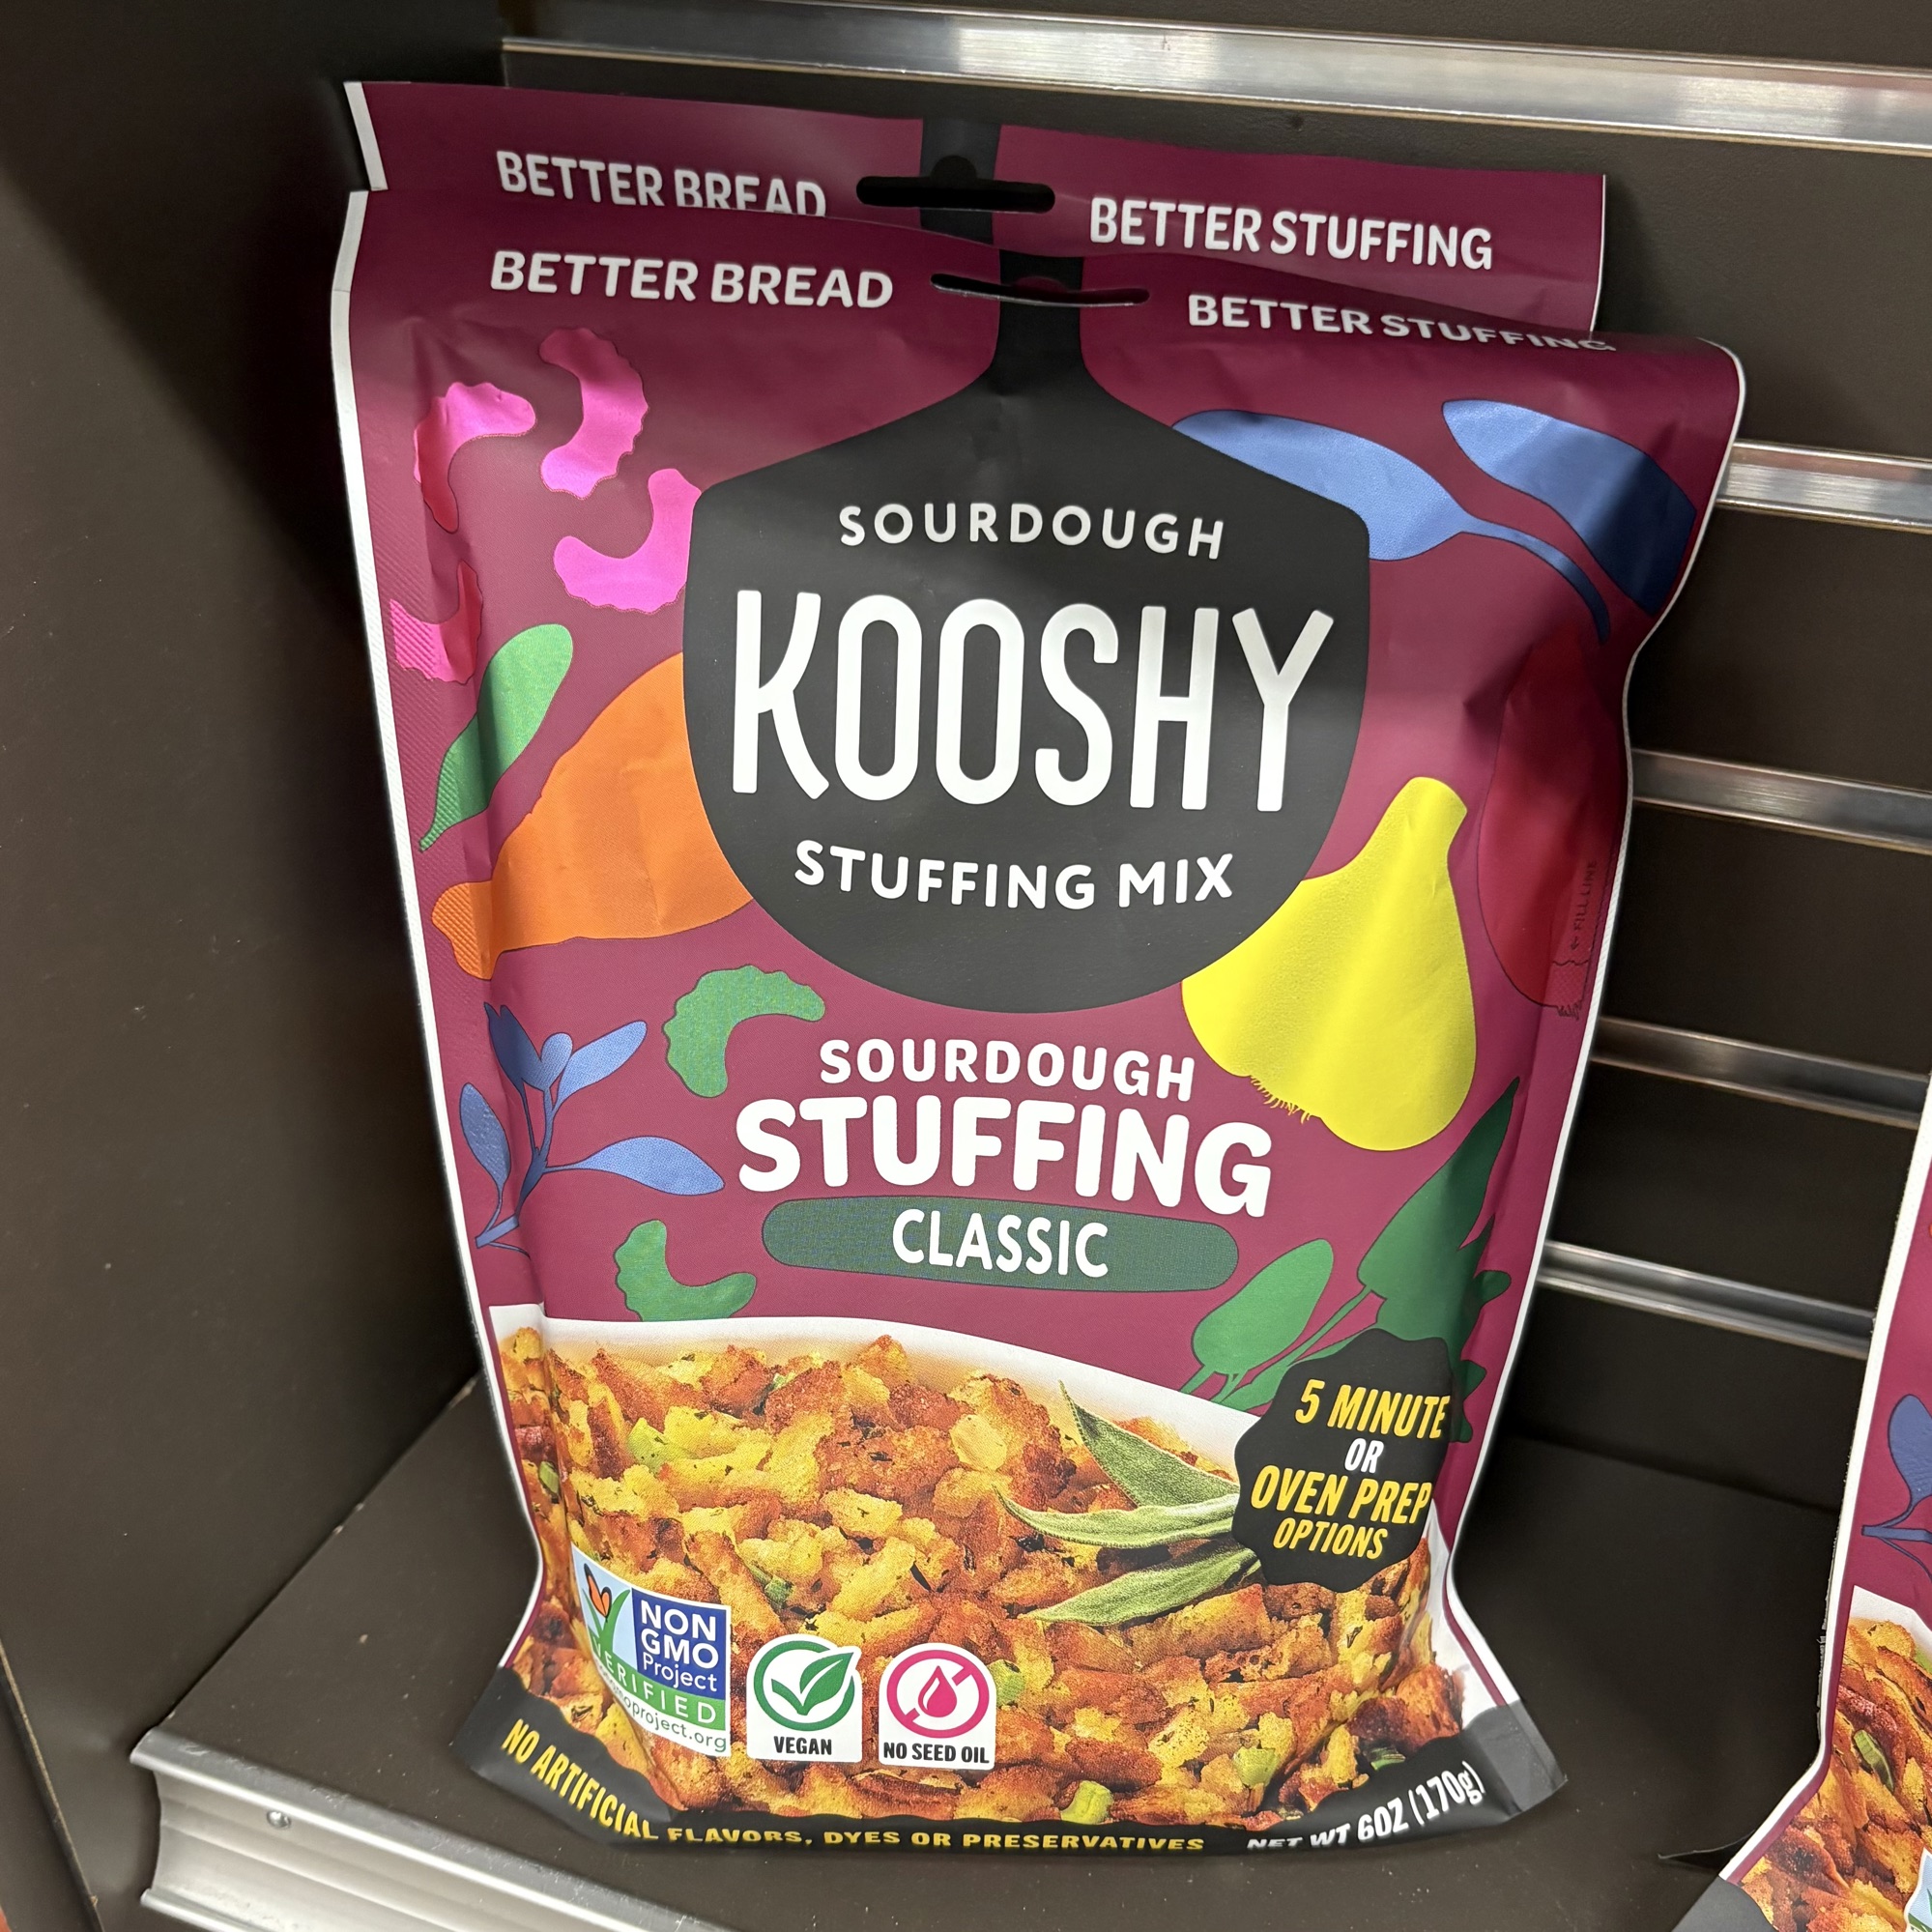 BETTER BREAD
BETTER STUFFING
BETTER BREAD
BETTER STUFFING
SOURDOUGH
KOOSHY
STUFFING MIX
FILL LINE
SOURDOUGH
STUFFING
CLASSIC
5 MINUTE
OR
OVEN PREP
OPTIONS
NON
GMO
Project
VERIFIED
VEGAN
NO SEED OIL
NO ARTIFICIAL FLAVORS, DYES OR PRESERVATIVES
NET WT 6OZ (170g)